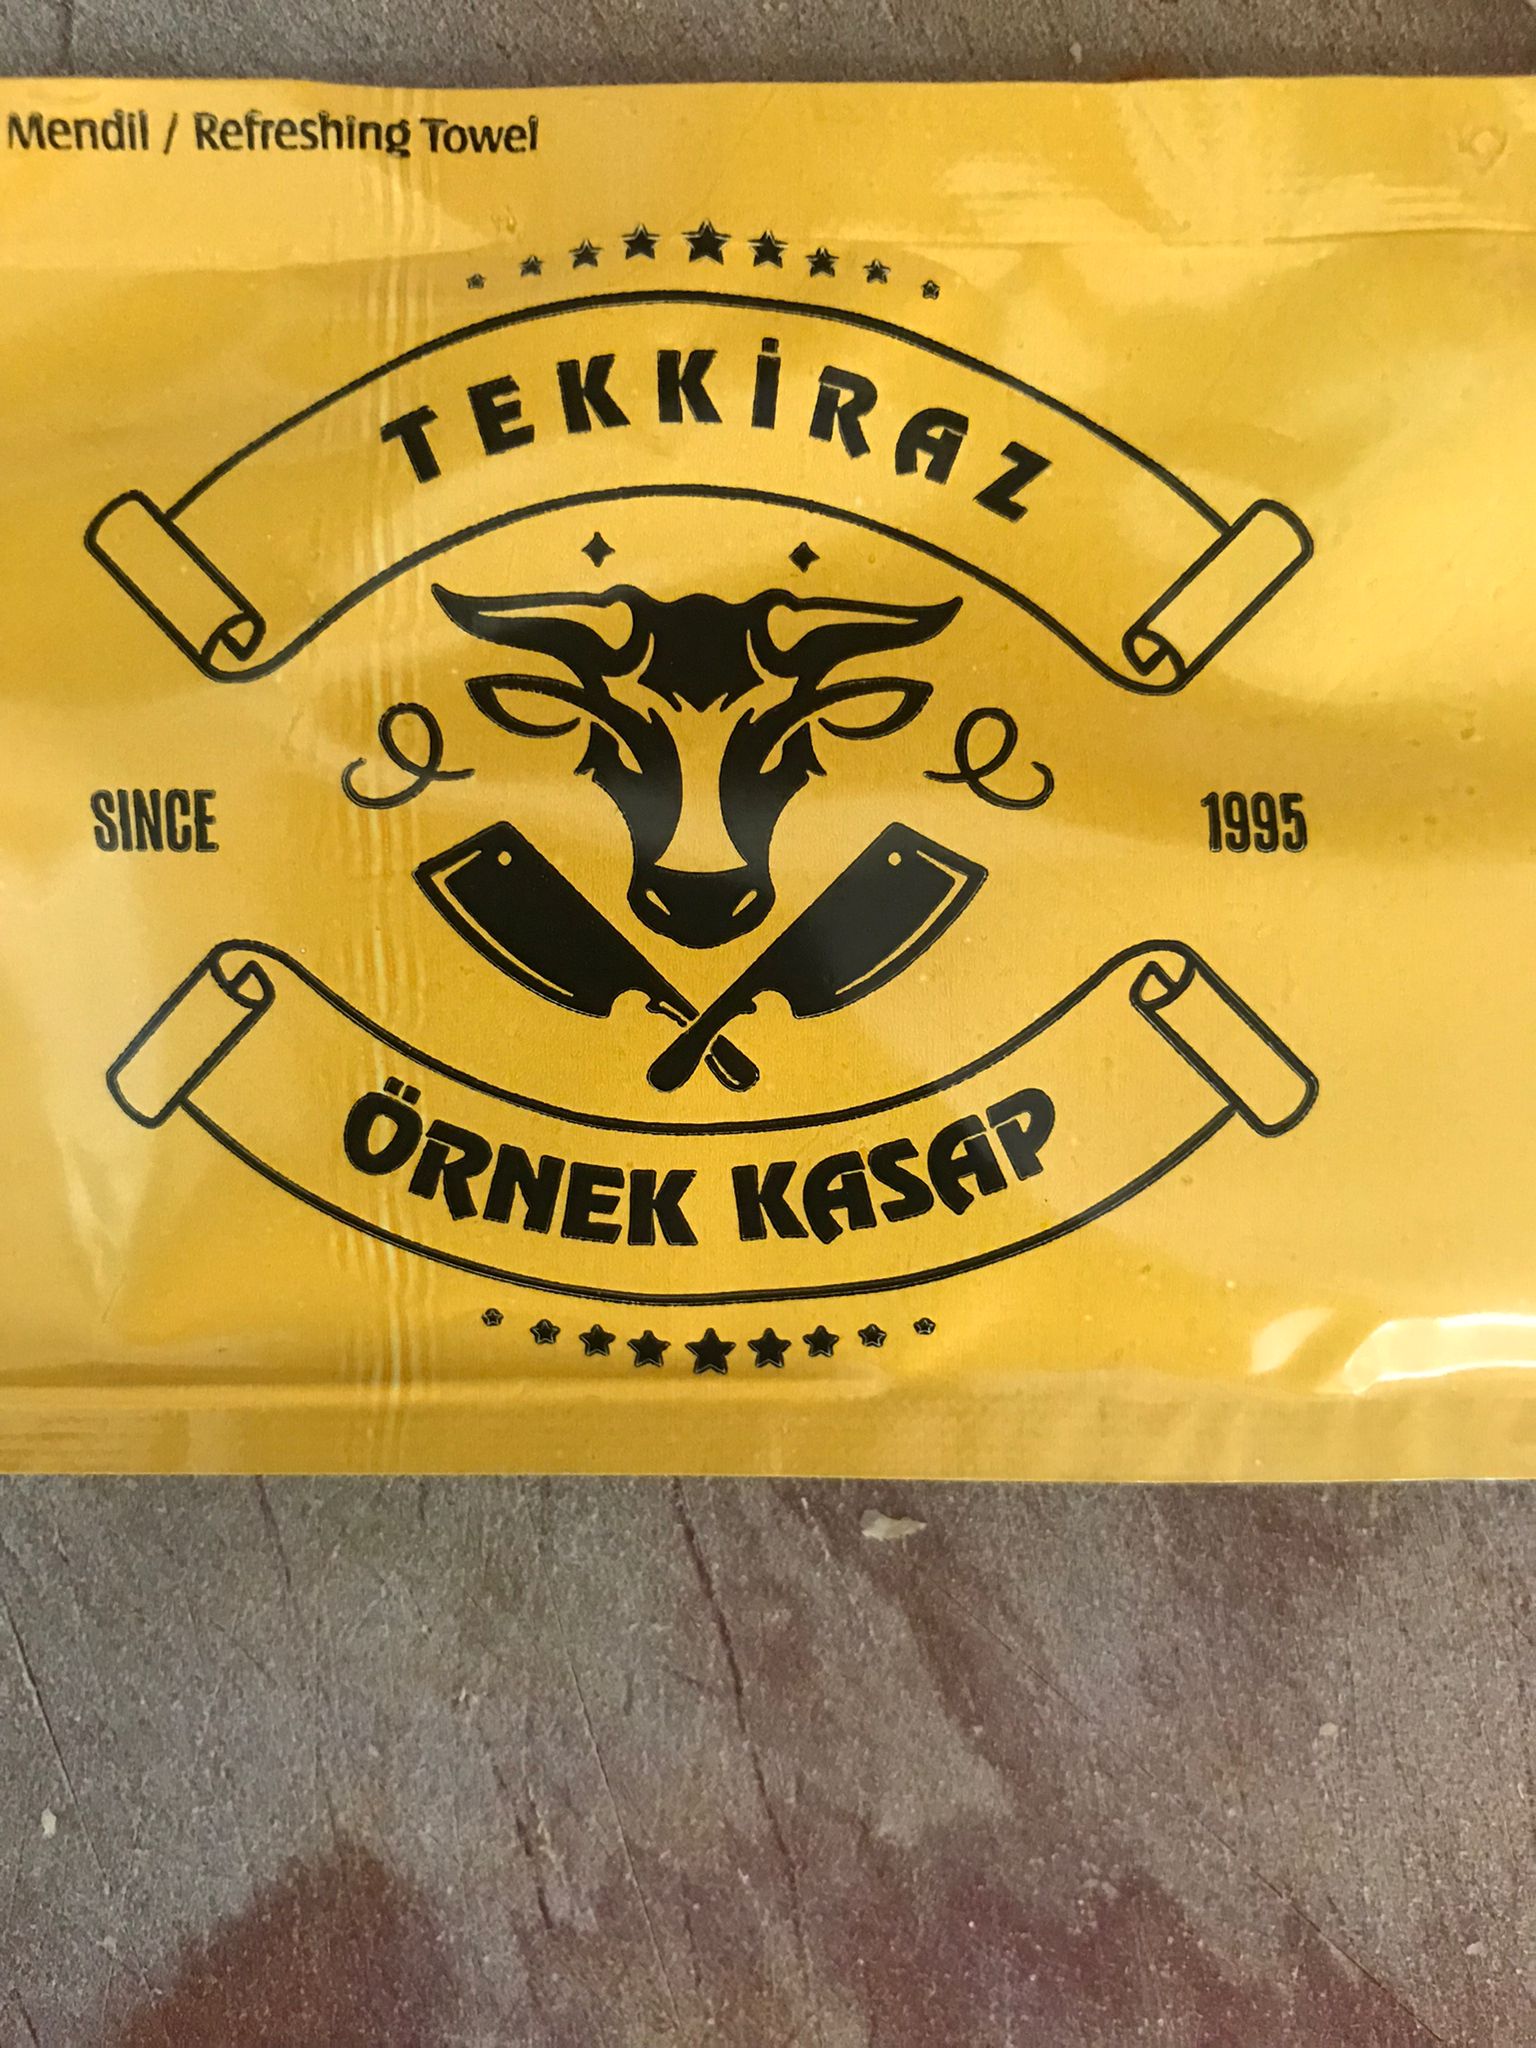 Mendil / Refreshing Towel
TEKKİRAZ
SINCE 1995
ÖRNEK KASAP